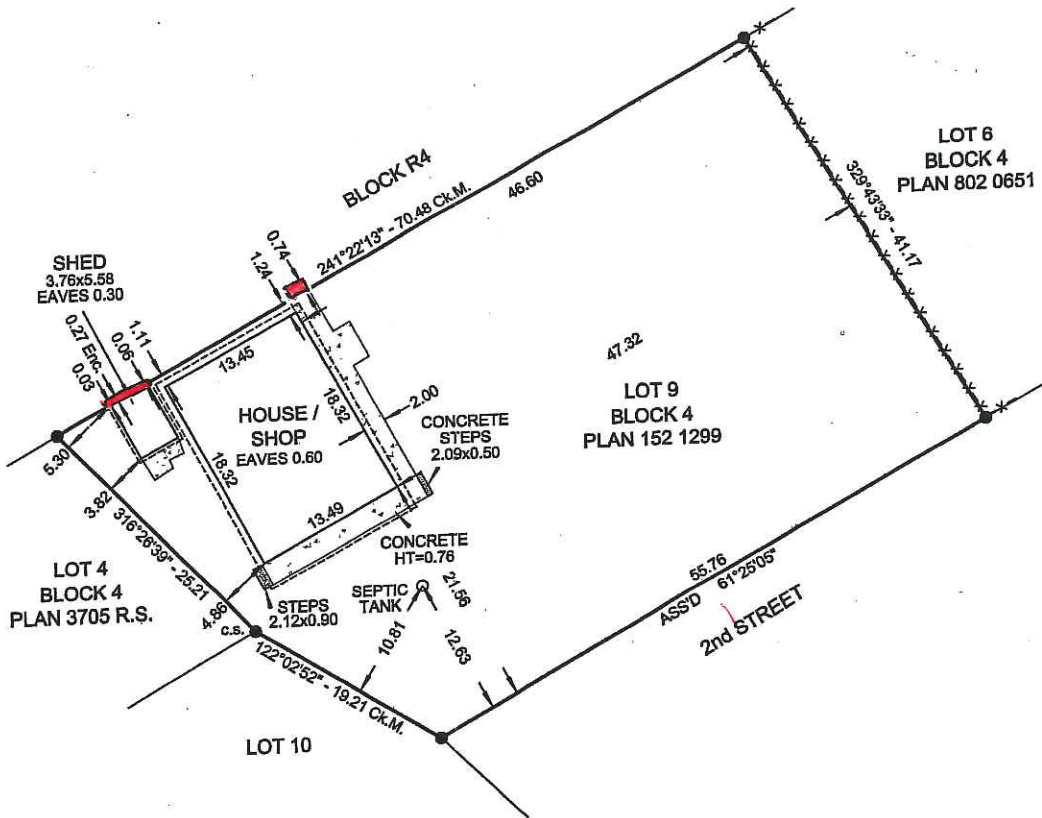 LOT 6
BLOCK 4
PLAN 802 0651
BLOCK R4
46.60
241°22'13" - 70.48 Ck.M.
329°43'33" - 41.17
0.74
1.24
SHED
3.76x5.58
EAVES 0.30
0.27 Enc.
0.03
0.06
1.11
13.45
47.32
LOT 9
BLOCK 4
PLAN 152 1299
HOUSE /
SHOP
EAVES 0.60
18.32
18.32
2.00
CONCRETE
STEPS
2.09x0.50
5.30
3.82
316°26'39" - 25.21
13.49
CONCRETE
HT=0.76
LOT 4
BLOCK 4
PLAN 3705 R.S.
4.86
C.S.
STEPS
2.12x0.90
SEPTIC
TANK
21.56
10.81
12.63
55.76
ASS'D 61°25'05"
2nd STREET
122°02'52" - 19.21 Ck.M.
LOT 10